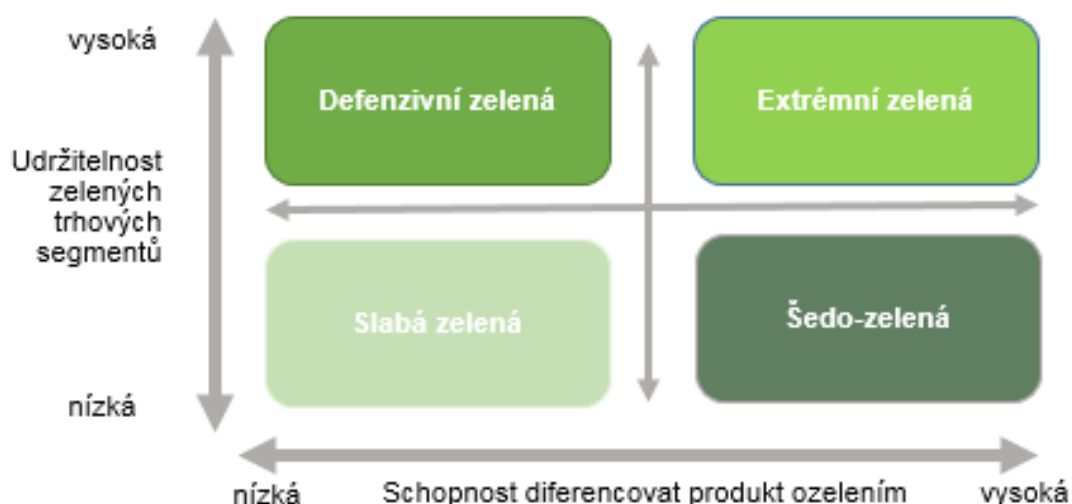 vysoká
Defenzivní zelená
Extrémní zelená
Udržitelnost
zelených
trhových
segmentů
Slabá zelená
Šedo-zelená
nízká
nízká
Schopnost diferencovat produkt ozelením
vysoká